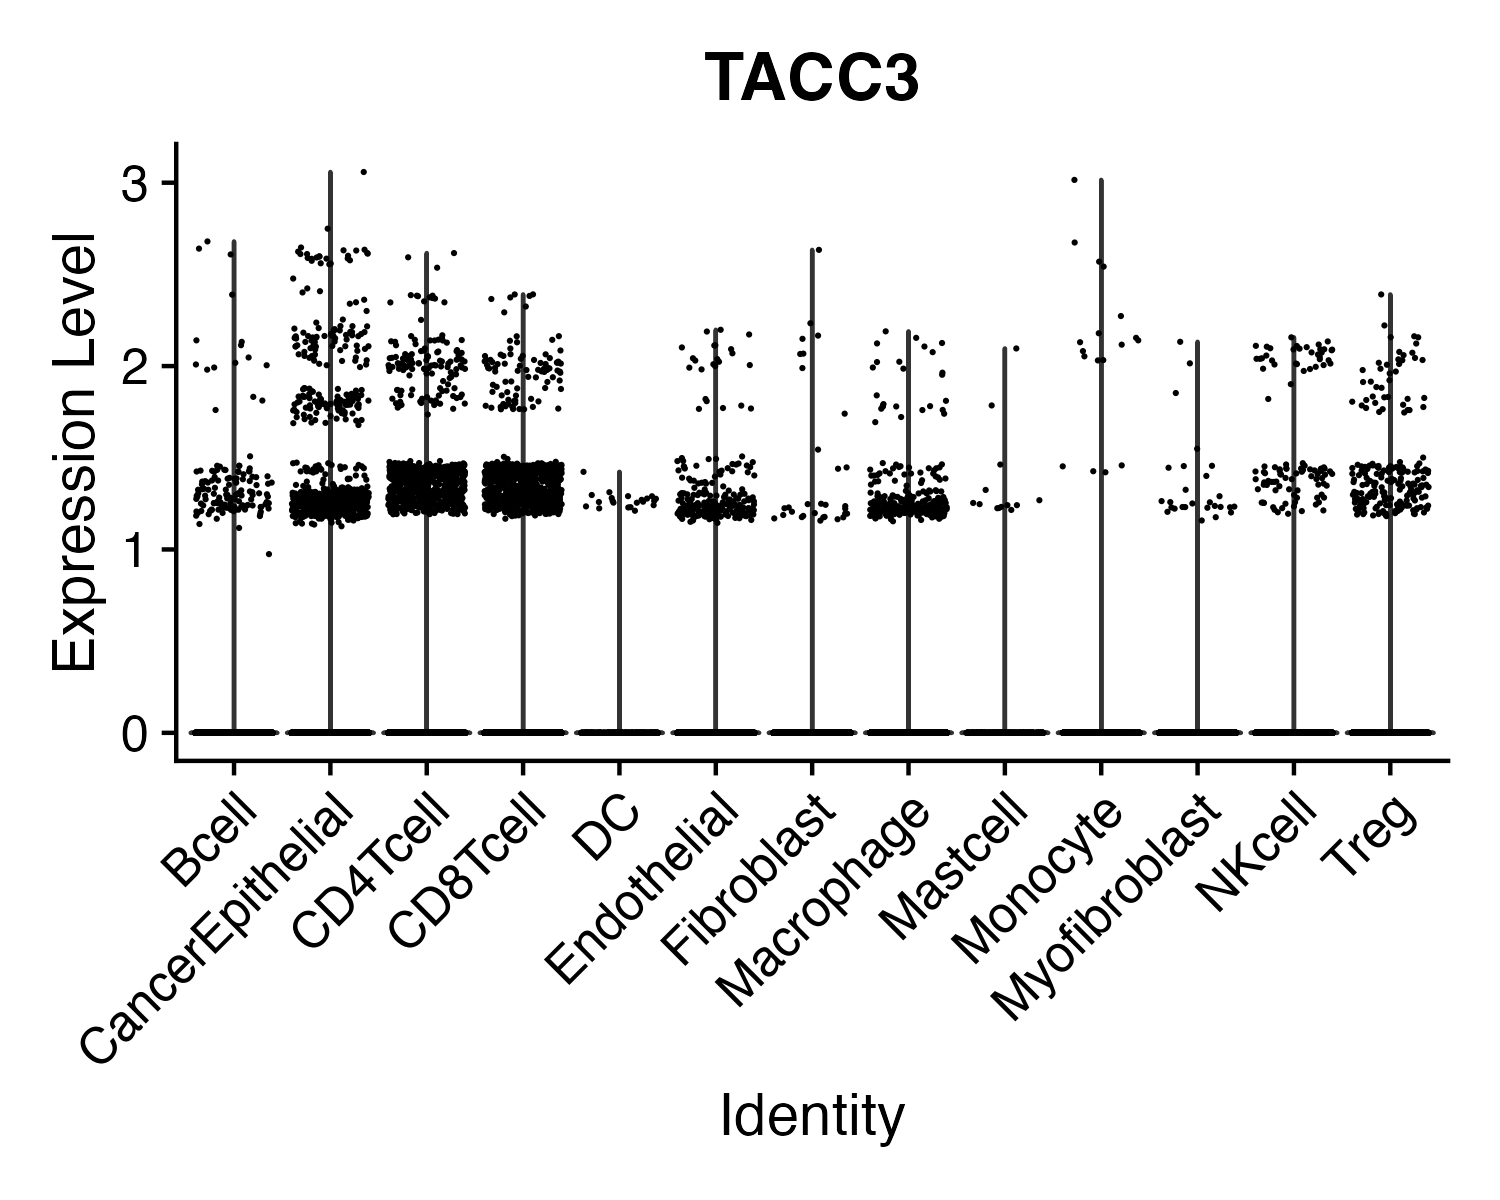 TACC3
Expression Level
3
2
1
0
Bcell
CancerEpithelial
CD4Tcell
CD8Tcell
DC
Endothelial
Fibroblast
Macrophage
Mastcell
Monocyte
Myofibroblast
NKcell
Treg
Identity